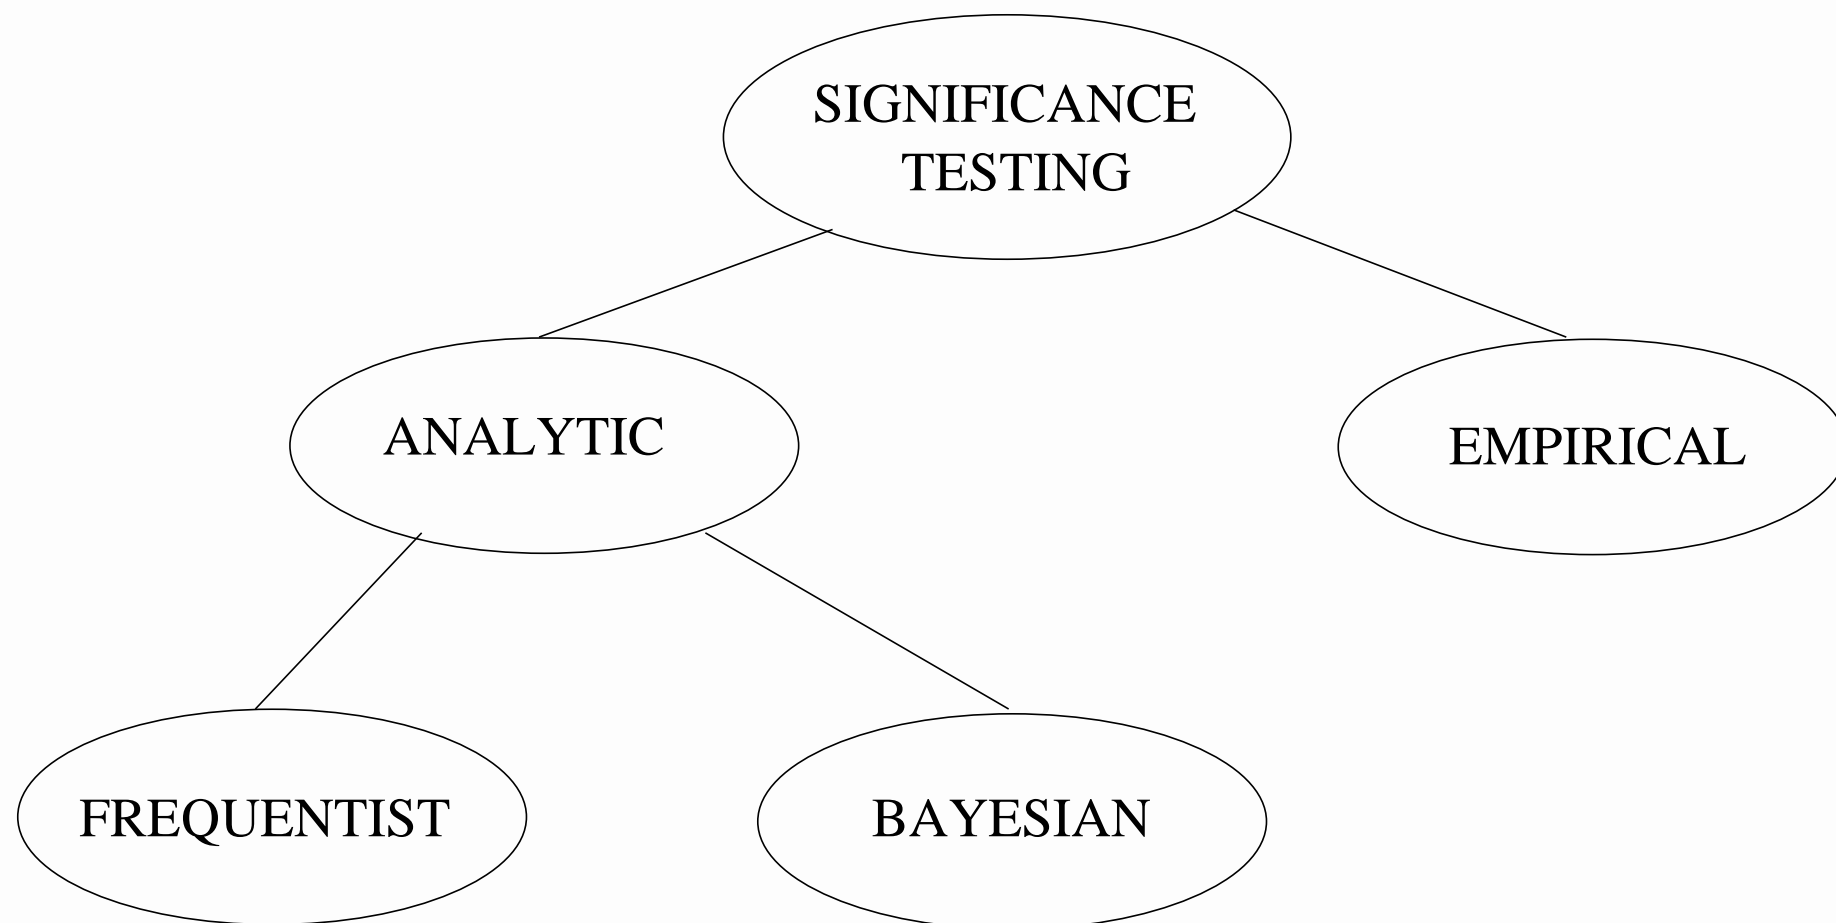 SIGNIFICANCE
TESTING
ANALYTIC
EMPIRICAL
FREQUENTIST
BAYESIAN